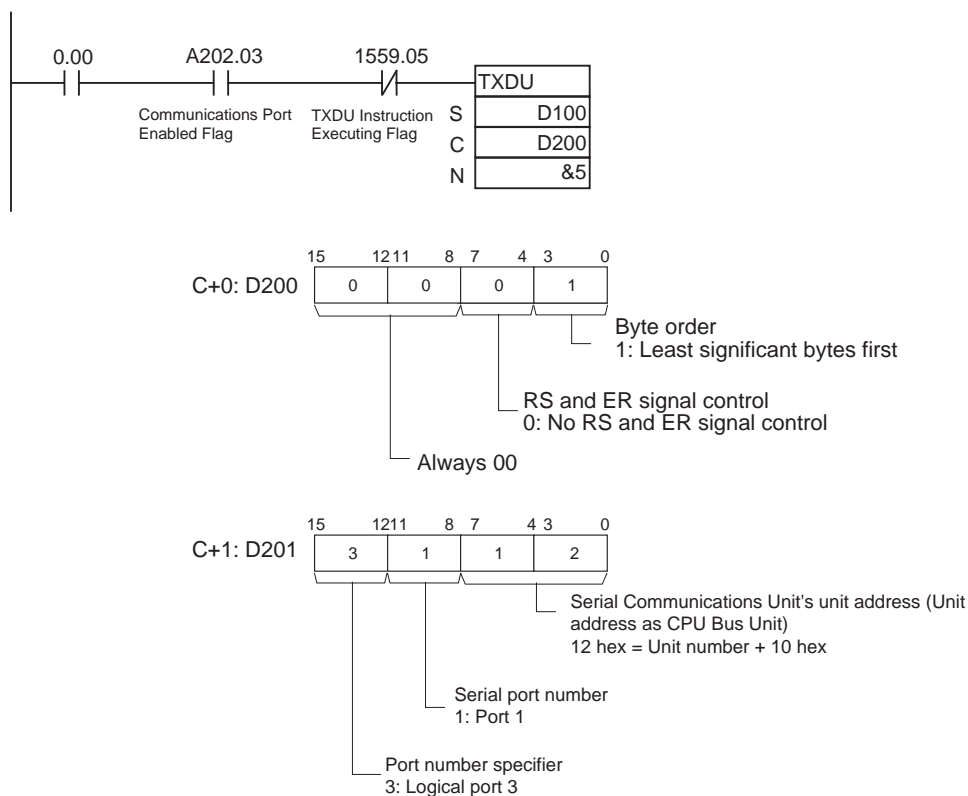 0.00 A202.03 1559.05
TXDU
Communications Port
Enabled Flag
TXDU Instruction
Executing Flag
S D100
C D200
N &5
15 12 11 8 7 4 3 0
C+0: D200 0 0 0 1
Byte order
1: Least significant bytes first
RS and ER signal control
0: No RS and ER signal control
Always 00
15 12 11 8 7 4 3 0
C+1: D201 3 1 1 2
Serial Communications Unit's unit address (Unit
address as CPU Bus Unit)
12 hex = Unit number + 10 hex
Serial port number
1: Port 1
Port number specifier
3: Logical port 3